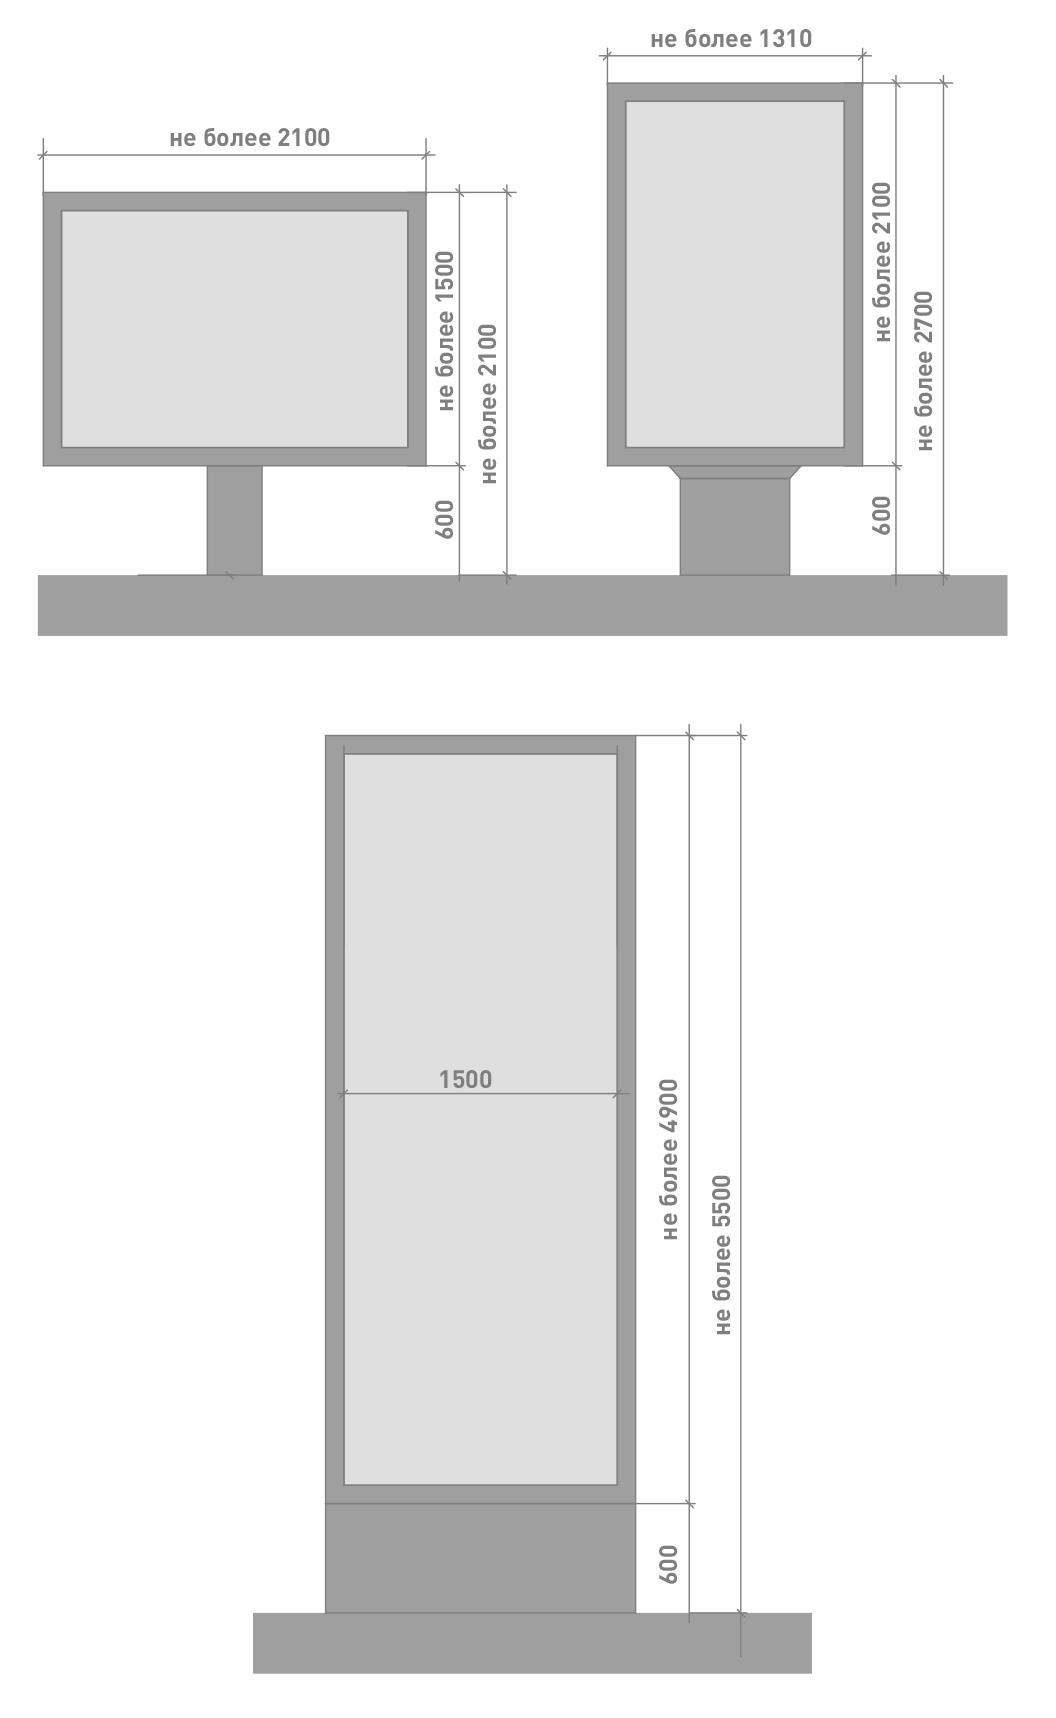 не более 1310
не более 2100
не более 1500
не более 2100
600
не более 2100
не более 2700
600
1500
не более 4900
не более 5500
600